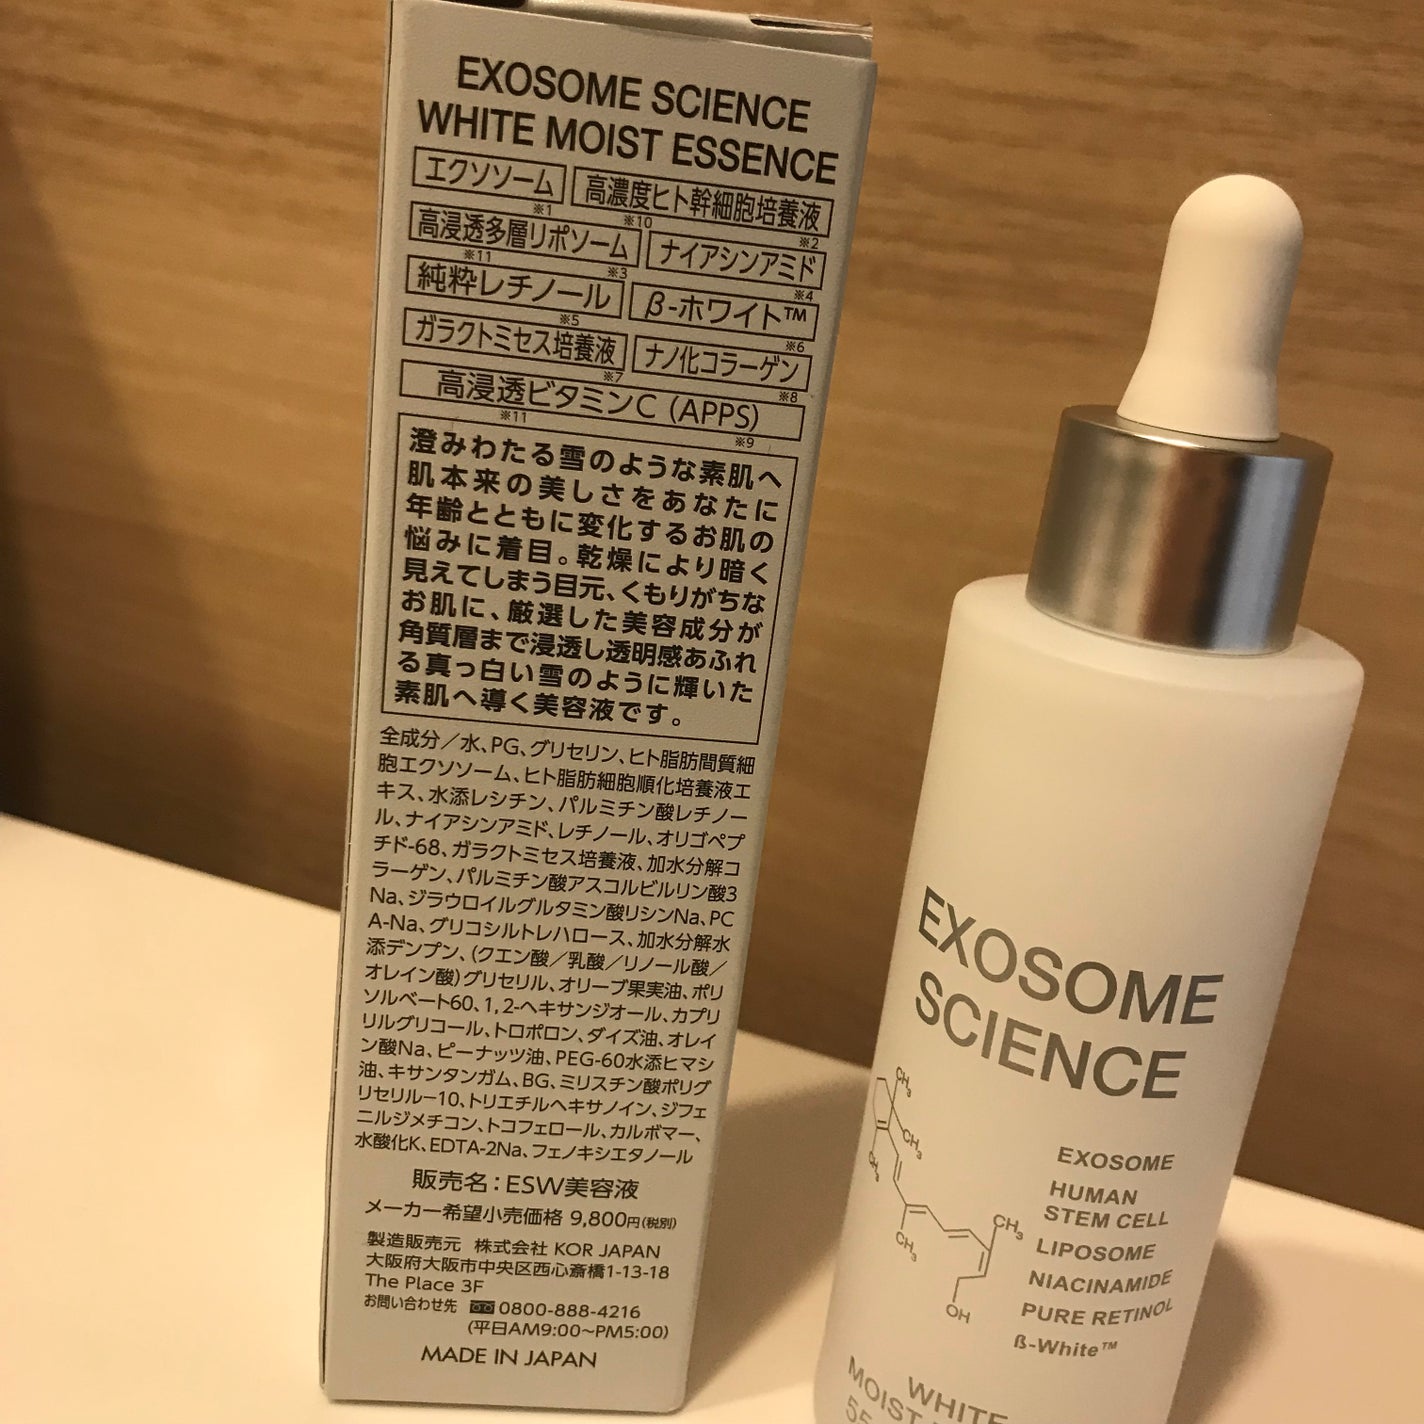 EXOSOME SCIENCE
WHITE MOIST ESSENCE
エクソソーム 高濃度ヒト幹細胞培養液
※1 ※10 ※2
高浸透多層リポソーム ナイアシンアミド
※11 ※3 ※4
純粋レチノール β-ホワイト™
※5 ※6
ガラクトミセス培養液 ナノ化コラーゲン
※7 ※8
高浸透ビタミンC (APPS)
※11 ※9
澄みわたる雪のような素肌へ
肌本来の美しさをあなたに
年齢とともに変化するお肌の
悩みに着目。乾燥により暗く
見えてしまう目元、くもりがちな
お肌に、厳選した美容成分が
角質層まで浸透し透明感あふれ
る真っ白い雪のように輝いた
素肌へ導く美容液です。
全成分／水、PG、グリセリン、ヒト脂肪間質細
胞エクソソーム、ヒト脂肪細胞順化培養液エ
キス、水添レシチン、パルミチン酸レチノー
ル、ナイアシンアミド、レチノール、オリゴペプ
チド-68、ガラクトミセス培養液、加水分解コ
ラーゲン、パルミチン酸アスコルビルリン酸3
Na、ジラウロイルグルタミン酸リシンNa、PC
A-Na、グリコシルトレハロース、加水分解水
添デンプン、(クエン酸／乳酸／リノール酸／
オレイン酸)グリセリル、オリーブ果実油、ポリ
ソルベート60、1,2-ヘキサンジオール、カプリ
リルグリコール、トロポロン、ダイズ油、オレイ
ン酸Na、ピーナッツ油、PEG-60水添ヒマシ
油、キサンタンガム、BG、ミリスチン酸ポリグ
リセリル-10、トリエチルヘキサノイン、ジフェ
ニルジメチコン、トコフェロール、カルボマー、
水酸化K、EDTA-2Na、フェノキシエタノール
販売名：ESW美容液
メーカー希望小売価格 9,800円(税別)
製造販売元 株式会社 KOR JAPAN
大阪府大阪市中央区西心斎橋1-13-18
The Place 3F
お問い合わせ先 0800-888-4216
(平日AM9:00〜PM5:00)
MADE IN JAPAN
EXOSOME
SCIENCE
CH3
CH3
CH3
CH3
CH3
OH
EXOSOME
HUMAN
STEM CELL
LIPOSOME
NIACINAMIDE
PURE RETINOL
ß-White™
WHITE
MOIST